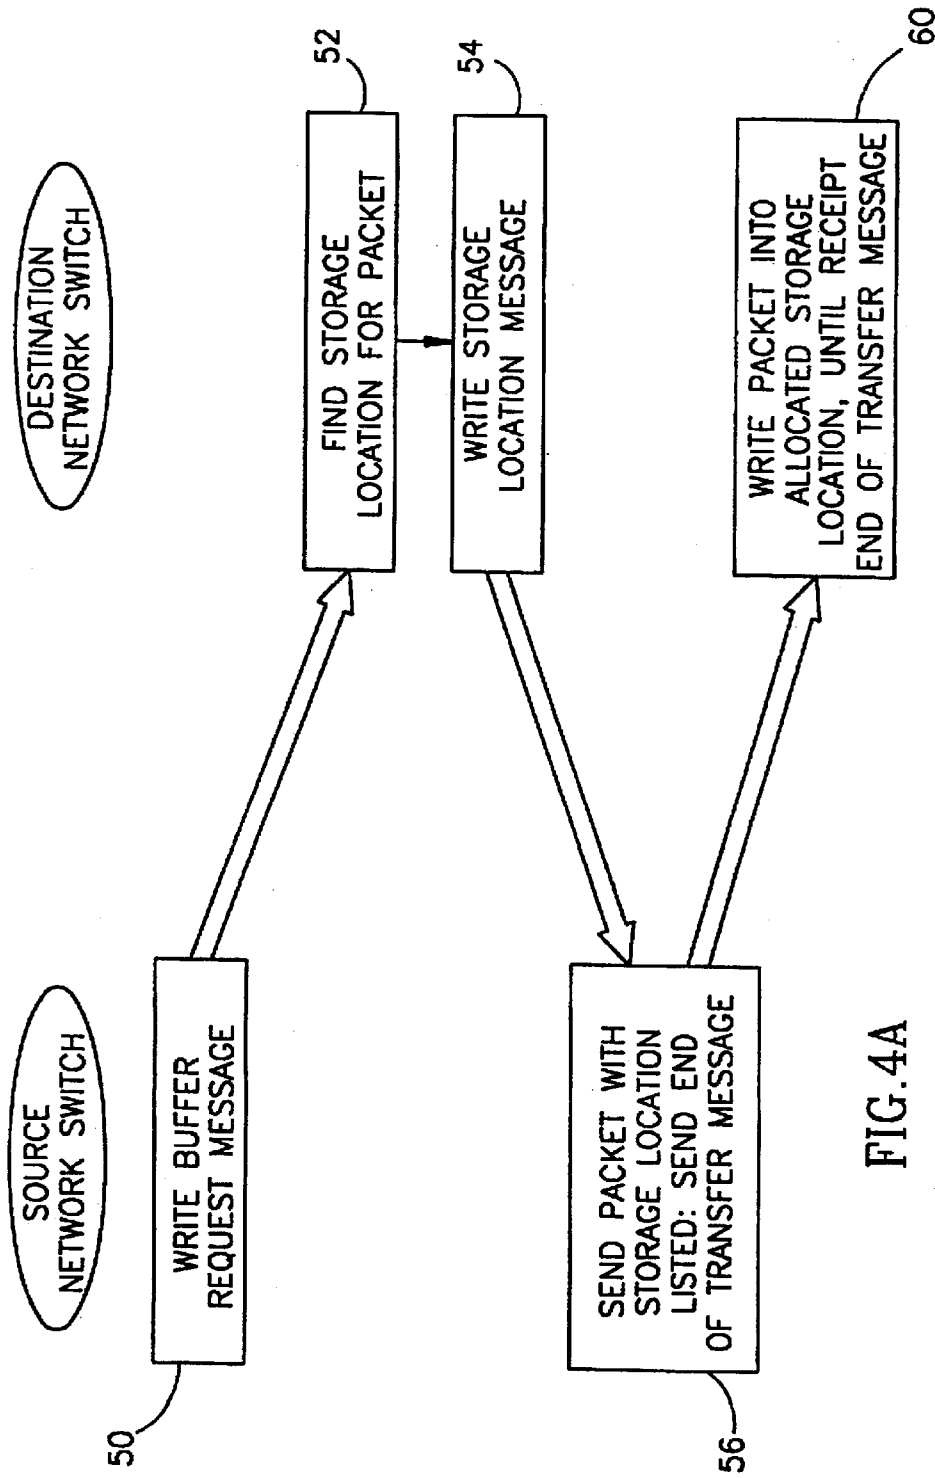 SOURCE
NETWORK SWITCH
DESTINATION
NETWORK SWITCH
50
WRITE BUFFER
REQUEST MESSAGE
52
FIND STORAGE
LOCATION FOR PACKET
54
WRITE STORAGE
LOCATION MESSAGE
56
SEND PACKET WITH
STORAGE LOCATION
LISTED: SEND END
OF TRANSFER MESSAGE
60
WRITE PACKET INTO
ALLOCATED STORAGE
LOCATION, UNTIL RECEIPT
END OF TRANSFER MESSAGE
FIG.4A